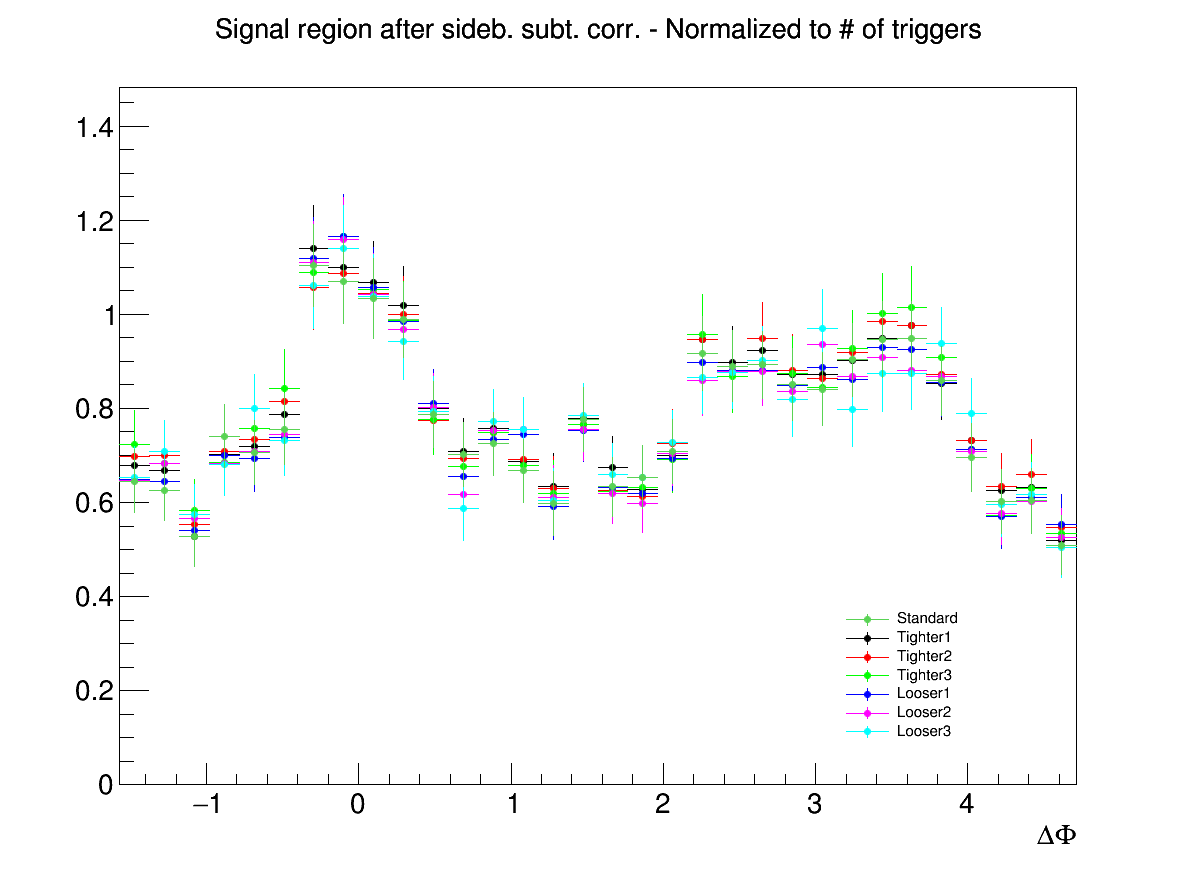 Signal region after sideb. subt. corr. - Normalized to # of triggers
1.4
1.2
1
0.8
0.6
0.4
0.2
0
Standard
Tighter1
Tighter2
Tighter3
Looser1
Looser2
Looser3
−1 0 1 2 3 4
ΔΦ